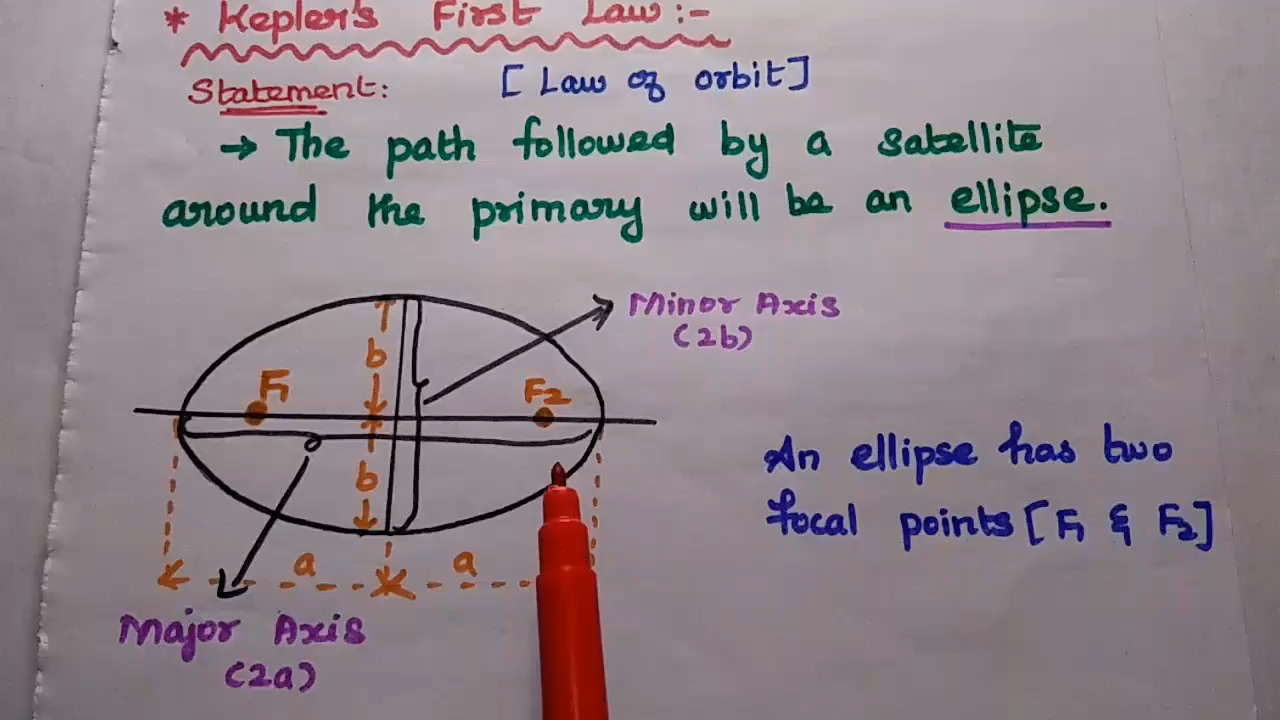 * Kepler's First Law:-
Statement: [Law of orbit]
→ The path followed by a satellite
around the primary will be an ellipse.
Minor Axis
(2b)
b
F1
F2
b
An ellipse has two
focal points [F1 & F2]
a
a
Major Axis
(2a)